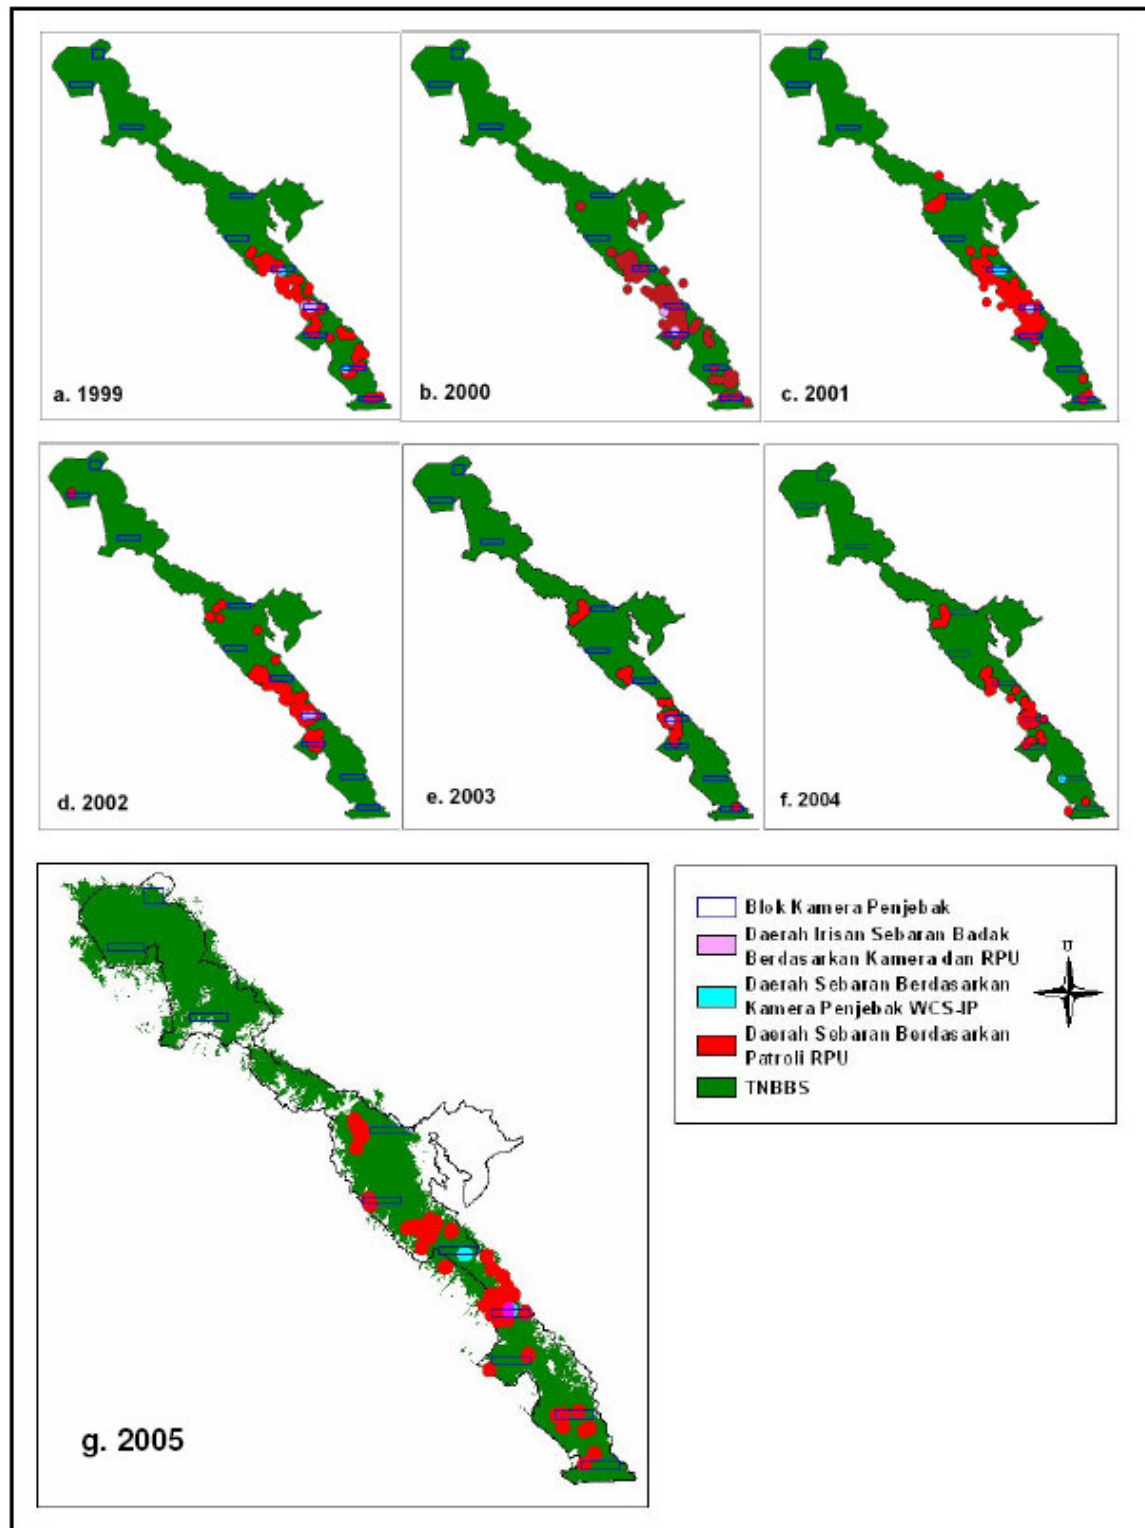 a. 1999
b. 2000
c. 2001
d. 2002
e. 2003
f. 2004
g. 2005
Blok Kamera Penjebak
Daerah Irisan Sebaran Badak
Berdasarkan Kamera dan RPU
Daerah Sebaran Berdasarkan
Kamera Penjebak WCS-IP
Daerah Sebaran Berdasarkan
Patroli RPU
TNBBS
U